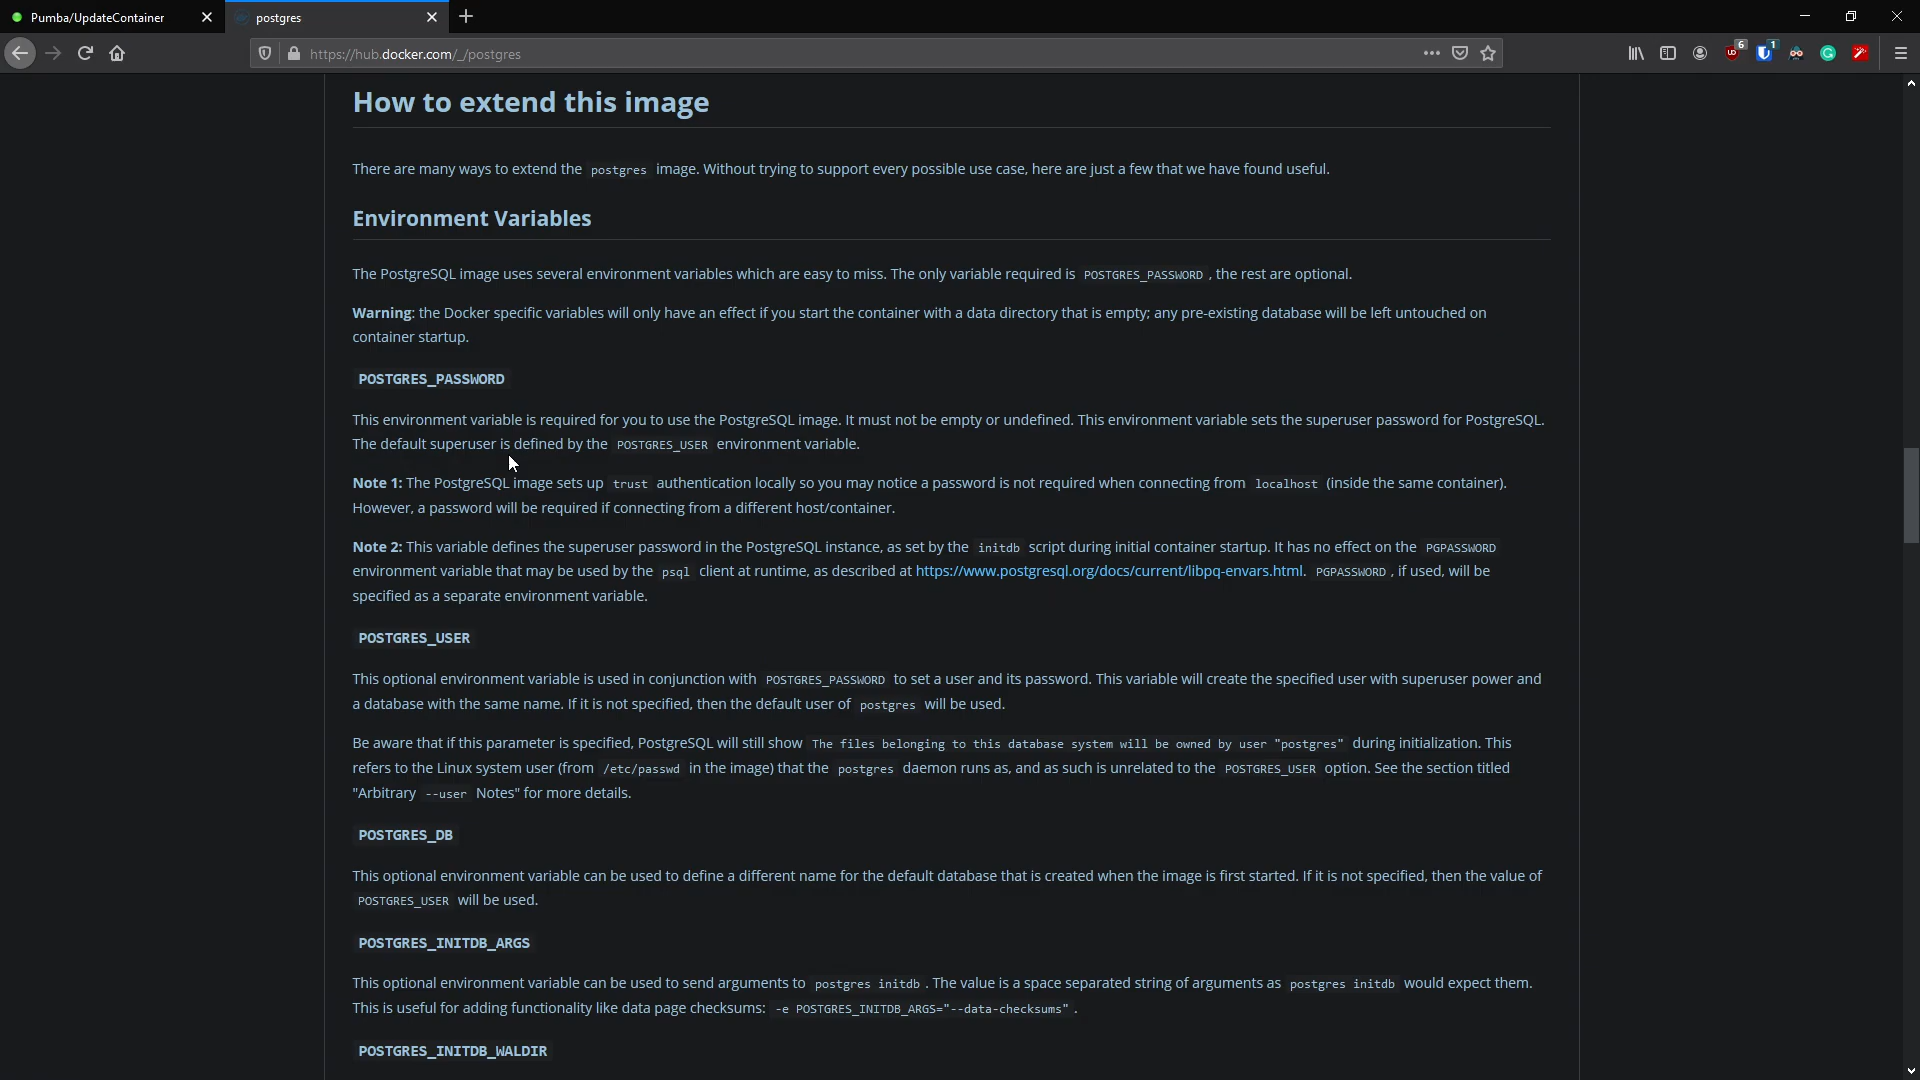 Pumba/UpdateContainer
postgres
https://hub.docker.com/_/postgres
6
1
How to extend this image
There are many ways to extend the postgres image. Without trying to support every possible use case, here are just a few that we have found useful.
Environment Variables
The PostgreSQL image uses several environment variables which are easy to miss. The only variable required is POSTGRES_PASSWORD , the rest are optional.
Warning: the Docker specific variables will only have an effect if you start the container with a data directory that is empty; any pre-existing database will be left untouched on
container startup.
POSTGRES_PASSWORD
This environment variable is required for you to use the PostgreSQL image. It must not be empty or undefined. This environment variable sets the superuser password for PostgreSQL.
The default superuser is defined by the POSTGRES_USER environment variable.
Note 1: The PostgreSQL image sets up trust authentication locally so you may notice a password is not required when connecting from localhost (inside the same container).
However, a password will be required if connecting from a different host/container.
Note 2: This variable defines the superuser password in the PostgreSQL instance, as set by the initdb script during initial container startup. It has no effect on the PGPASSWORD
environment variable that may be used by the psql client at runtime, as described at https://www.postgresql.org/docs/current/libpq-envars.html. PGPASSWORD , if used, will be
specified as a separate environment variable.
POSTGRES_USER
This optional environment variable is used in conjunction with POSTGRES_PASSWORD to set a user and its password. This variable will create the specified user with superuser power and
a database with the same name. If it is not specified, then the default user of postgres will be used.
Be aware that if this parameter is specified, PostgreSQL will still show The files belonging to this database system will be owned by user "postgres" during initialization. This
refers to the Linux system user (from /etc/passwd in the image) that the postgres daemon runs as, and as such is unrelated to the POSTGRES_USER option. See the section titled
"Arbitrary --user Notes" for more details.
POSTGRES_DB
This optional environment variable can be used to define a different name for the default database that is created when the image is first started. If it is not specified, then the value of
POSTGRES_USER will be used.
POSTGRES_INITDB_ARGS
This optional environment variable can be used to send arguments to postgres initdb . The value is a space separated string of arguments as postgres initdb would expect them.
This is useful for adding functionality like data page checksums: -e POSTGRES_INITDB_ARGS="--data-checksums" .
POSTGRES_INITDB_WALDIR